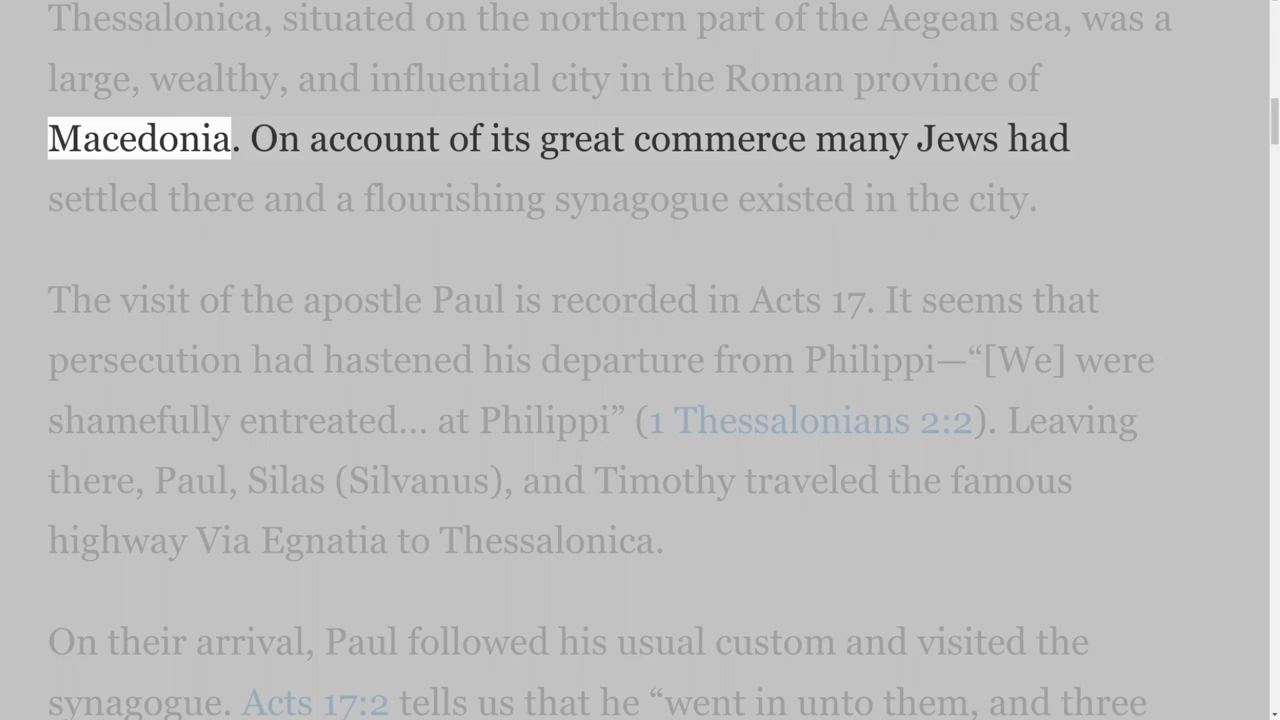 Thessalonica, situated on the northern part of the Aegean sea, was a
large, wealthy, and influential city in the Roman province of
Macedonia. On account of its great commerce many Jews had
settled there and a flourishing synagogue existed in the city.
The visit of the apostle Paul is recorded in Acts 17. It seems that
persecution had hastened his departure from Philippi—“[We] were
shamefully entreated… at Philippi” (1 Thessalonians 2:2). Leaving
there, Paul, Silas (Silvanus), and Timothy traveled the famous
highway Via Egnatia to Thessalonica.
On their arrival, Paul followed his usual custom and visited the
synagogue. Acts 17:2 tells us that he “went in unto them, and three